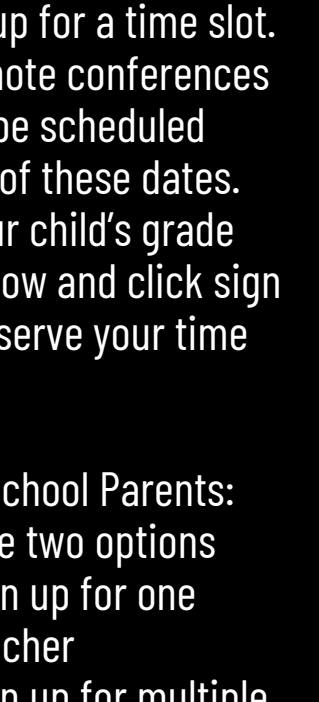 up for a time slot.
note conferences
be scheduled
of these dates.
ur child's grade
ow and click sign
serve your time
chool Parents:
e two options
n up for one
cher
n up for multiple